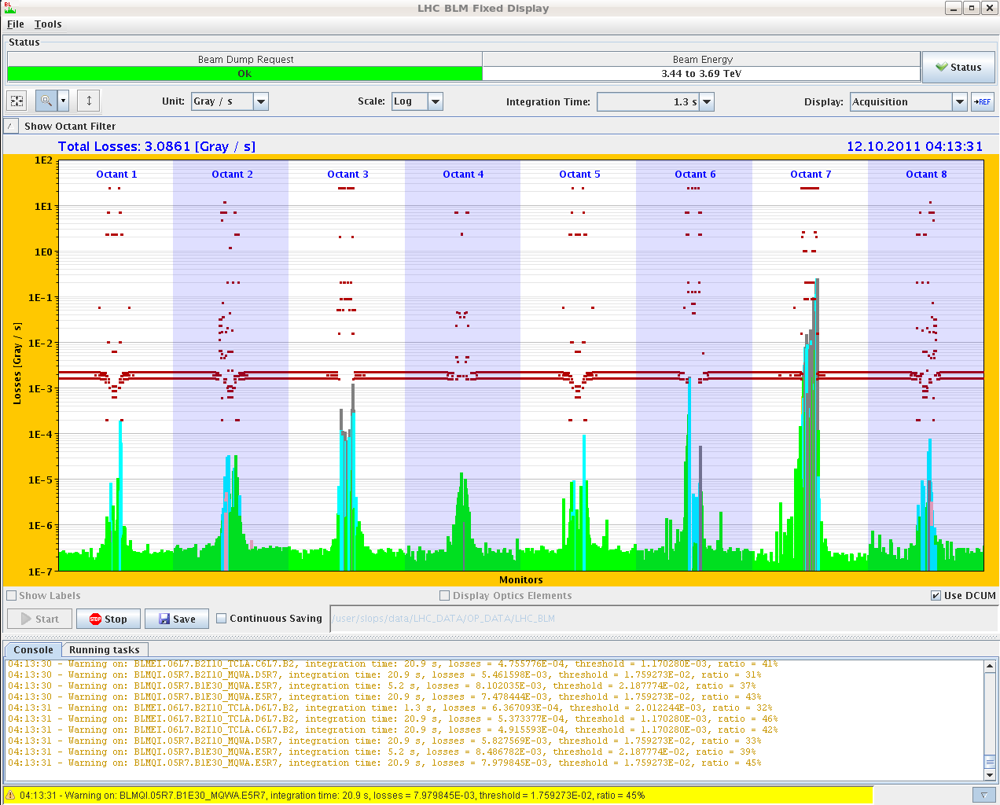 LHC BLM Fixed Display
File Tools
Status
Beam Dump Request
Beam Energy
Ok
3.44 to 3.69 TeV
Status
Unit: Gray / s
Scale: Log
Integration Time: 1.3 s
Display: Acquisition
REF
Show Octant Filter
Total Losses: 3.0861 [Gray / s]
12.10.2011 04:13:31
Octant 1 Octant 2 Octant 3 Octant 4 Octant 5 Octant 6 Octant 7 Octant 8
1E2
1E1
1E0
1E-1
1E-2
1E-3
1E-4
1E-5
1E-6
1E-7
Losses [Gray / s]
Monitors
Show Labels
Display Optics Elements
Use DCUM
Start
STOP Stop
Save
Continuous Saving
/user/slops/data/LHC_DATA/OP_DATA/LHC_BLM
Console Running tasks
04:13:30 - Warning on: BLMEI.06L7.B2I10_TCLA.C6L7.B2, integration time: 20.9 s, losses = 4.755776E-04, threshold = 1.170280E-03, ratio = 41%
04:13:30 - Warning on: BLMQI.05R7.B2I10_MQWA.D5R7, integration time: 20.9 s, losses = 5.461598E-03, threshold = 1.759273E-02, ratio = 31%
04:13:30 - Warning on: BLMQI.05R7.B1E30_MQWA.E5R7, integration time: 5.2 s, losses = 8.102035E-03, threshold = 2.187774E-02, ratio = 37%
04:13:30 - Warning on: BLMQI.05R7.B1E30_MQWA.E5R7, integration time: 20.9 s, losses = 7.478444E-03, threshold = 1.759273E-02, ratio = 43%
04:13:31 - Warning on: BLMEI.06L7.B2I10_TCLA.D6L7.B2, integration time: 1.3 s, losses = 6.367093E-04, threshold = 2.012244E-03, ratio = 32%
04:13:31 - Warning on: BLMEI.06L7.B2I10_TCLA.D6L7.B2, integration time: 20.9 s, losses = 5.373377E-04, threshold = 1.170280E-03, ratio = 46%
04:13:31 - Warning on: BLMEI.06L7.B2I10_TCLA.C6L7.B2, integration time: 20.9 s, losses = 4.915593E-04, threshold = 1.170280E-03, ratio = 42%
04:13:31 - Warning on: BLMQI.05R7.B2I10_MQWA.D5R7, integration time: 20.9 s, losses = 5.827569E-03, threshold = 1.759273E-02, ratio = 33%
04:13:31 - Warning on: BLMQI.05R7.B1E30_MQWA.E5R7, integration time: 5.2 s, losses = 8.486782E-03, threshold = 2.187774E-02, ratio = 39%
04:13:31 - Warning on: BLMQI.05R7.B1E30_MQWA.E5R7, integration time: 20.9 s, losses = 7.979845E-03, threshold = 1.759273E-02, ratio = 45%
04:13:31 - Warning on: BLMQI.05R7.B1E30_MQWA.E5R7, integration time: 20.9 s, losses = 7.979845E-03, threshold = 1.759273E-02, ratio = 45%